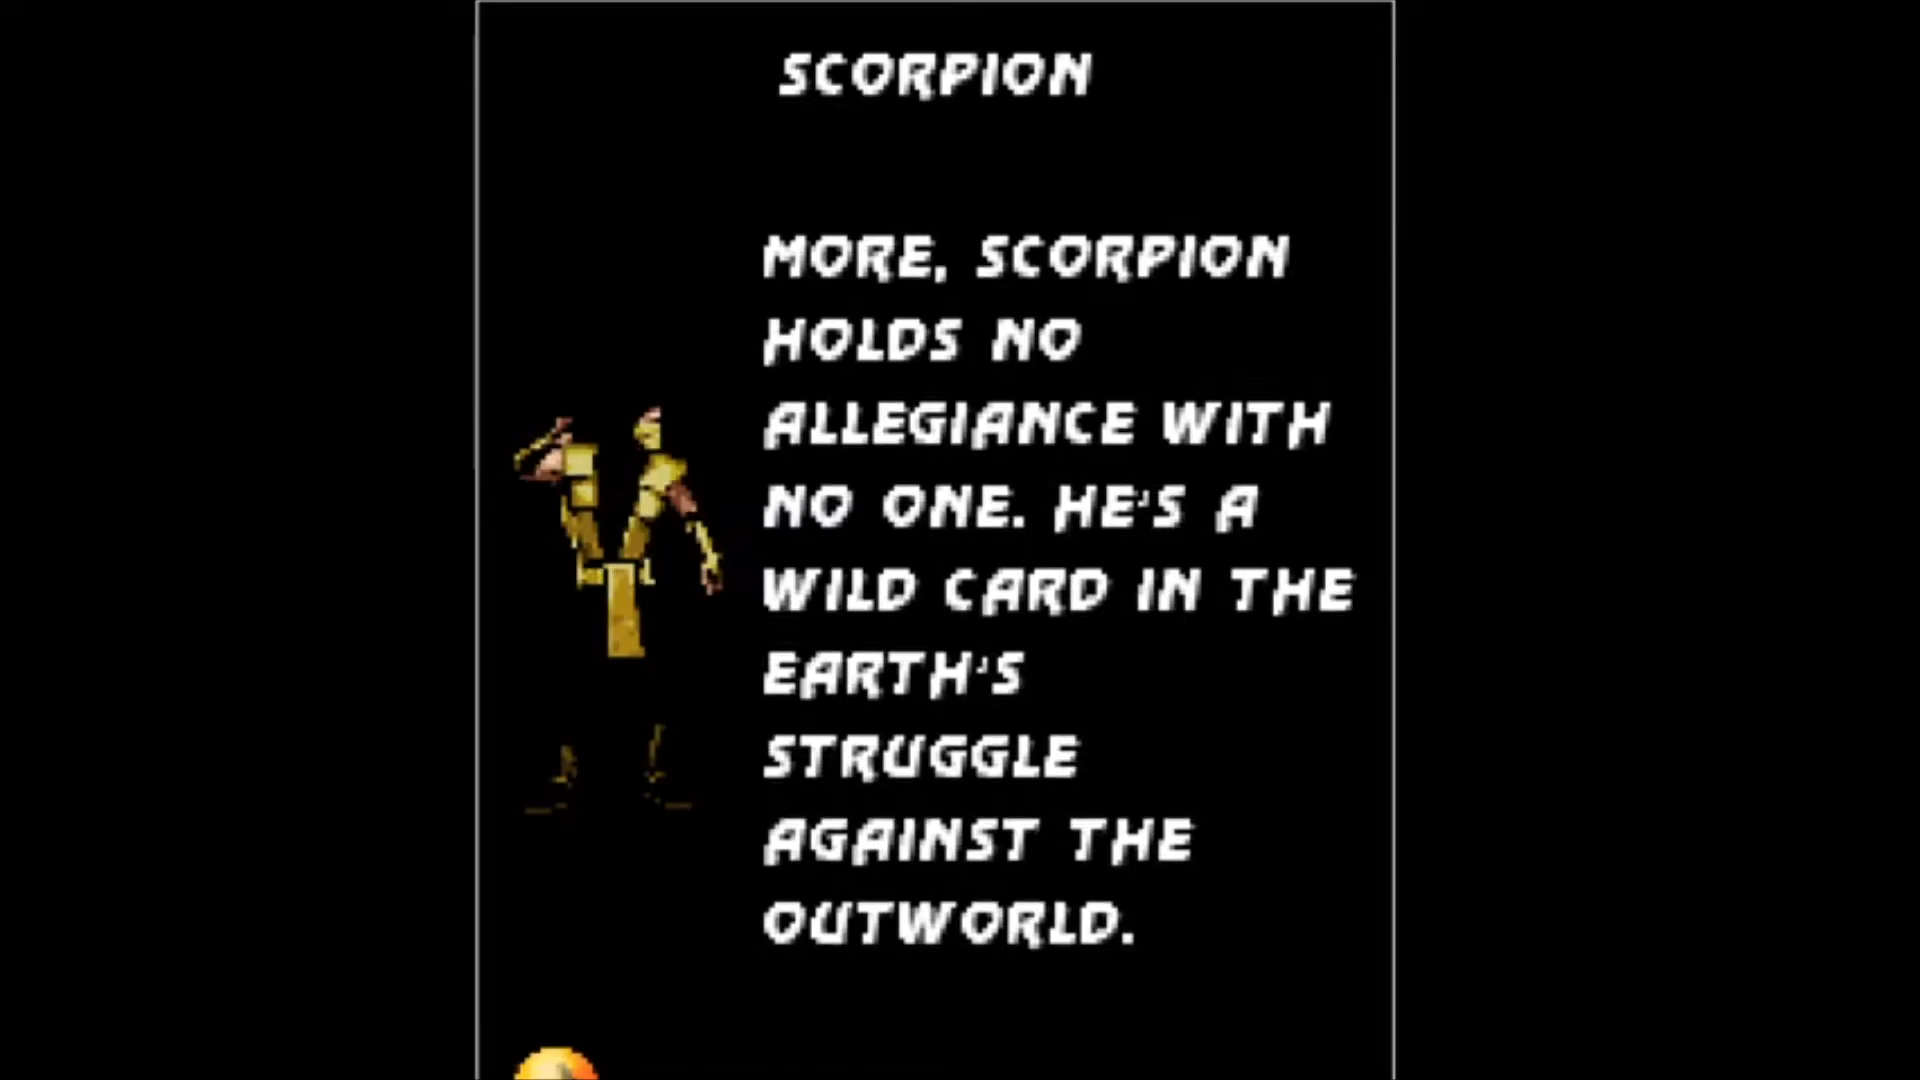 SCORPION
MORE, SCORPION
HOLDS NO
ALLEGIANCE WITH
NO ONE. HE'S A
WILD CARD IN THE
EARTH'S
STRUGGLE
AGAINST THE
OUTWORLD.